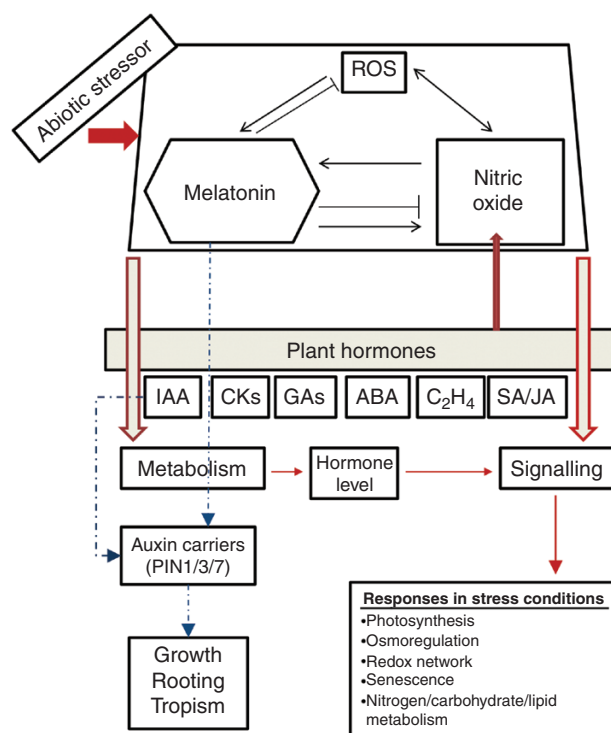 Abiotic stressor
ROS
Melatonin
Nitric
oxide
Plant hormones
IAA
CKs
GAs
ABA
C₂H₄
SA/JA
Metabolism
Hormone
level
Signalling
Auxin carriers
(PIN1/3/7)
Growth
Rooting
Tropism
Responses in stress conditions
•Photosynthesis
•Osmoregulation
•Redox network
•Senescence
•Nitrogen/carbohydrate/lipid
metabolism